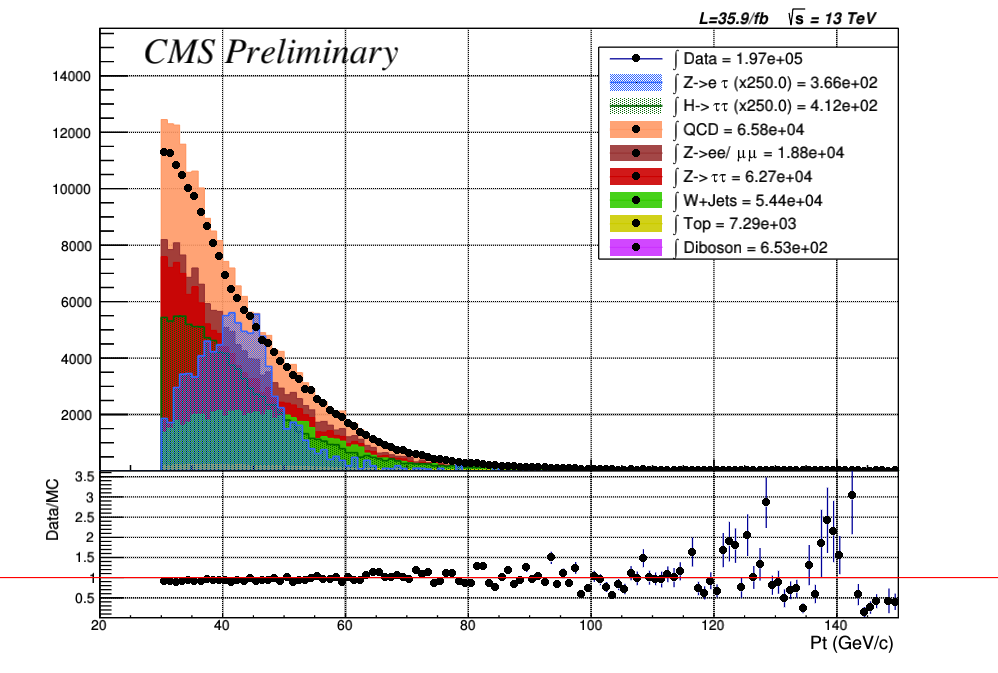 L=35.9/fb √s = 13 TeV
CMS Preliminary
∫ Data = 1.97e+05
∫ Z->e τ (x250.0) = 3.66e+02
∫ H-> ττ (x250.0) = 4.12e+02
∫ QCD = 6.58e+04
∫ Z->ee/ μμ = 1.88e+04
∫ Z-> ττ = 6.27e+04
∫ W+Jets = 5.44e+04
∫ Top = 7.29e+03
∫ Diboson = 6.53e+02
14000
12000
10000
8000
6000
4000
2000
Data/MC
3.5
3
2.5
2
1.5
1
0.5
20 40 60 80 100 120 140
Pt (GeV/c)